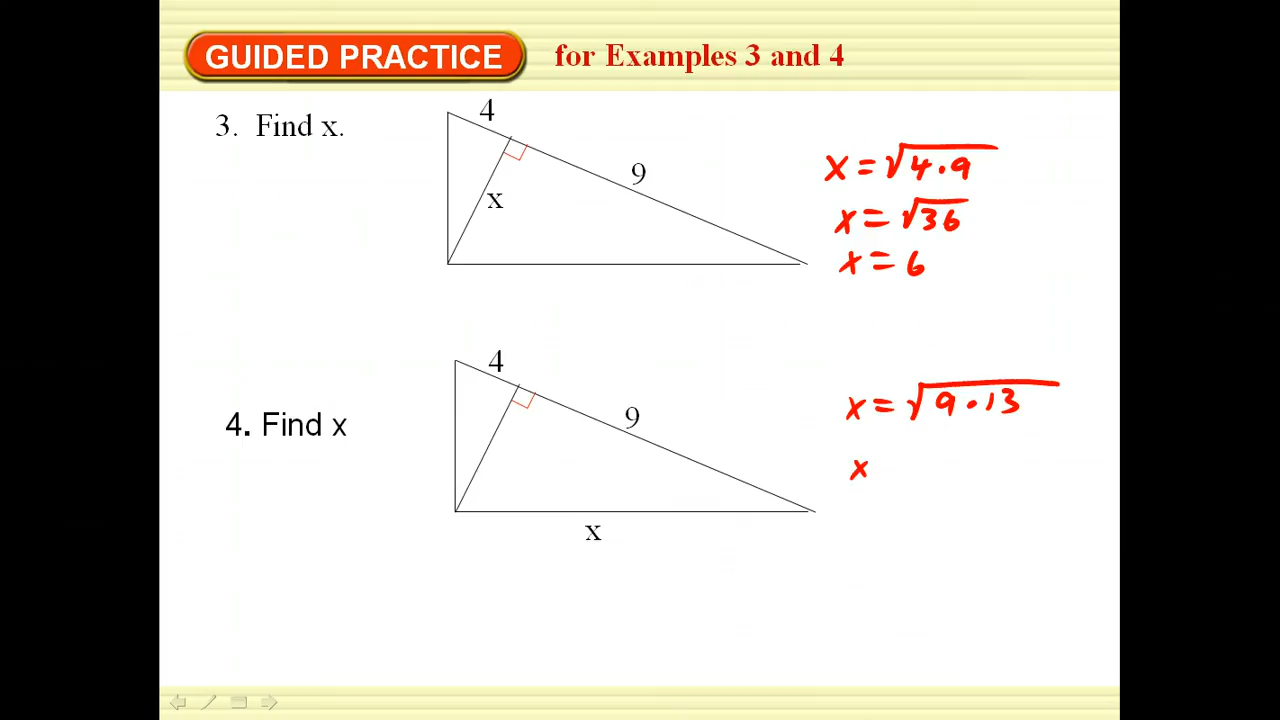 GUIDED PRACTICE for Examples 3 and 4
3. Find x.
4
9
x
x = √4·9
x = √36
x = 6
4. Find x
4
9
x
x = √9·13
x